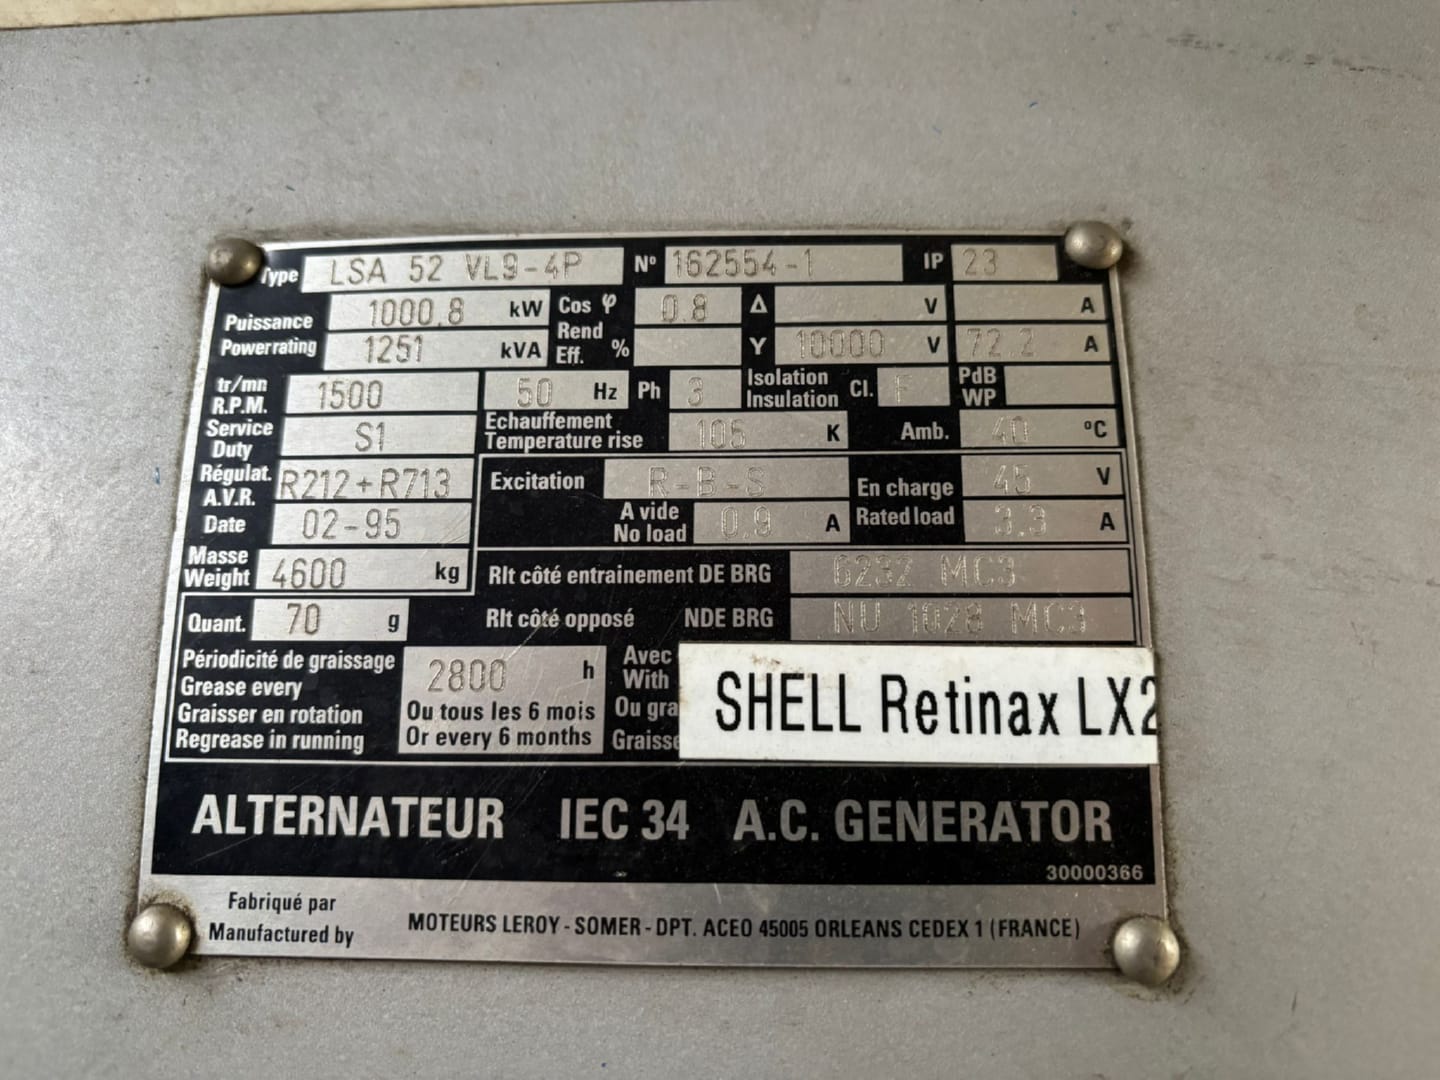 Type LSA 52 VL9-4P N° 162554-1 IP 23
Puissance 1000.8 kW Cos φ 0.8 Δ V A
Power rating 1251 kVA Rend Eff. % Y 10000 V 72.2 A
tr/mn R.P.M. 1500 50 Hz Ph 3 Isolation Insulation Cl. F PdB WP
Service Duty S1 Echauffement Temperature rise 105 K Amb. 40 °C
Régulat. A.V.R. R212+R713 Excitation R-B-S En charge 45 V
Date 02-95 A vide No load 0.9 A Rated load 3.3 A
Masse Weight 4600 kg Rlt côté entrainement DE BRG MC3
Quant. 70 g Rlt côté opposé NDE BRG NU 1028 MC3
Périodicité de graissage 2800 h Avec
Grease every With SHELL Retinax LX2
Graisser en rotation Ou tous les 6 mois Ou gra
Regrease in running Or every 6 months Graisse
ALTERNATEUR IEC 34 A.C. GENERATOR
30000366
Fabriqué par
Manufactured by MOTEURS LEROY - SOMER - DPT. ACEO 45005 ORLEANS CEDEX 1 (FRANCE)